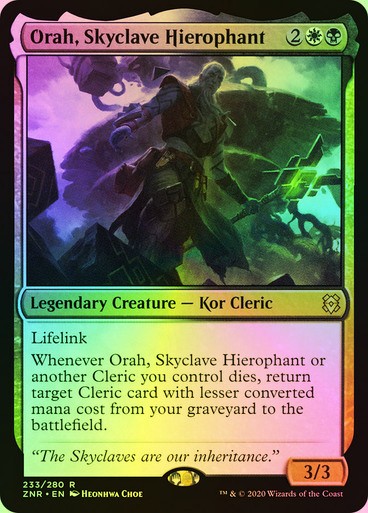 Orah, Skyclave Hierophant 2
Legendary Creature — Kor Cleric
Lifelink
Whenever Orah, Skyclave Hierophant or
another Cleric you control dies, return
target Cleric card with lesser converted
mana cost from your graveyard to the
battlefield.
“The Skyclaves are our inheritance.”
3/3
233/280 R
ZNR • EN Heonhwa Choe
™ & © 2020 Wizards of the Coast